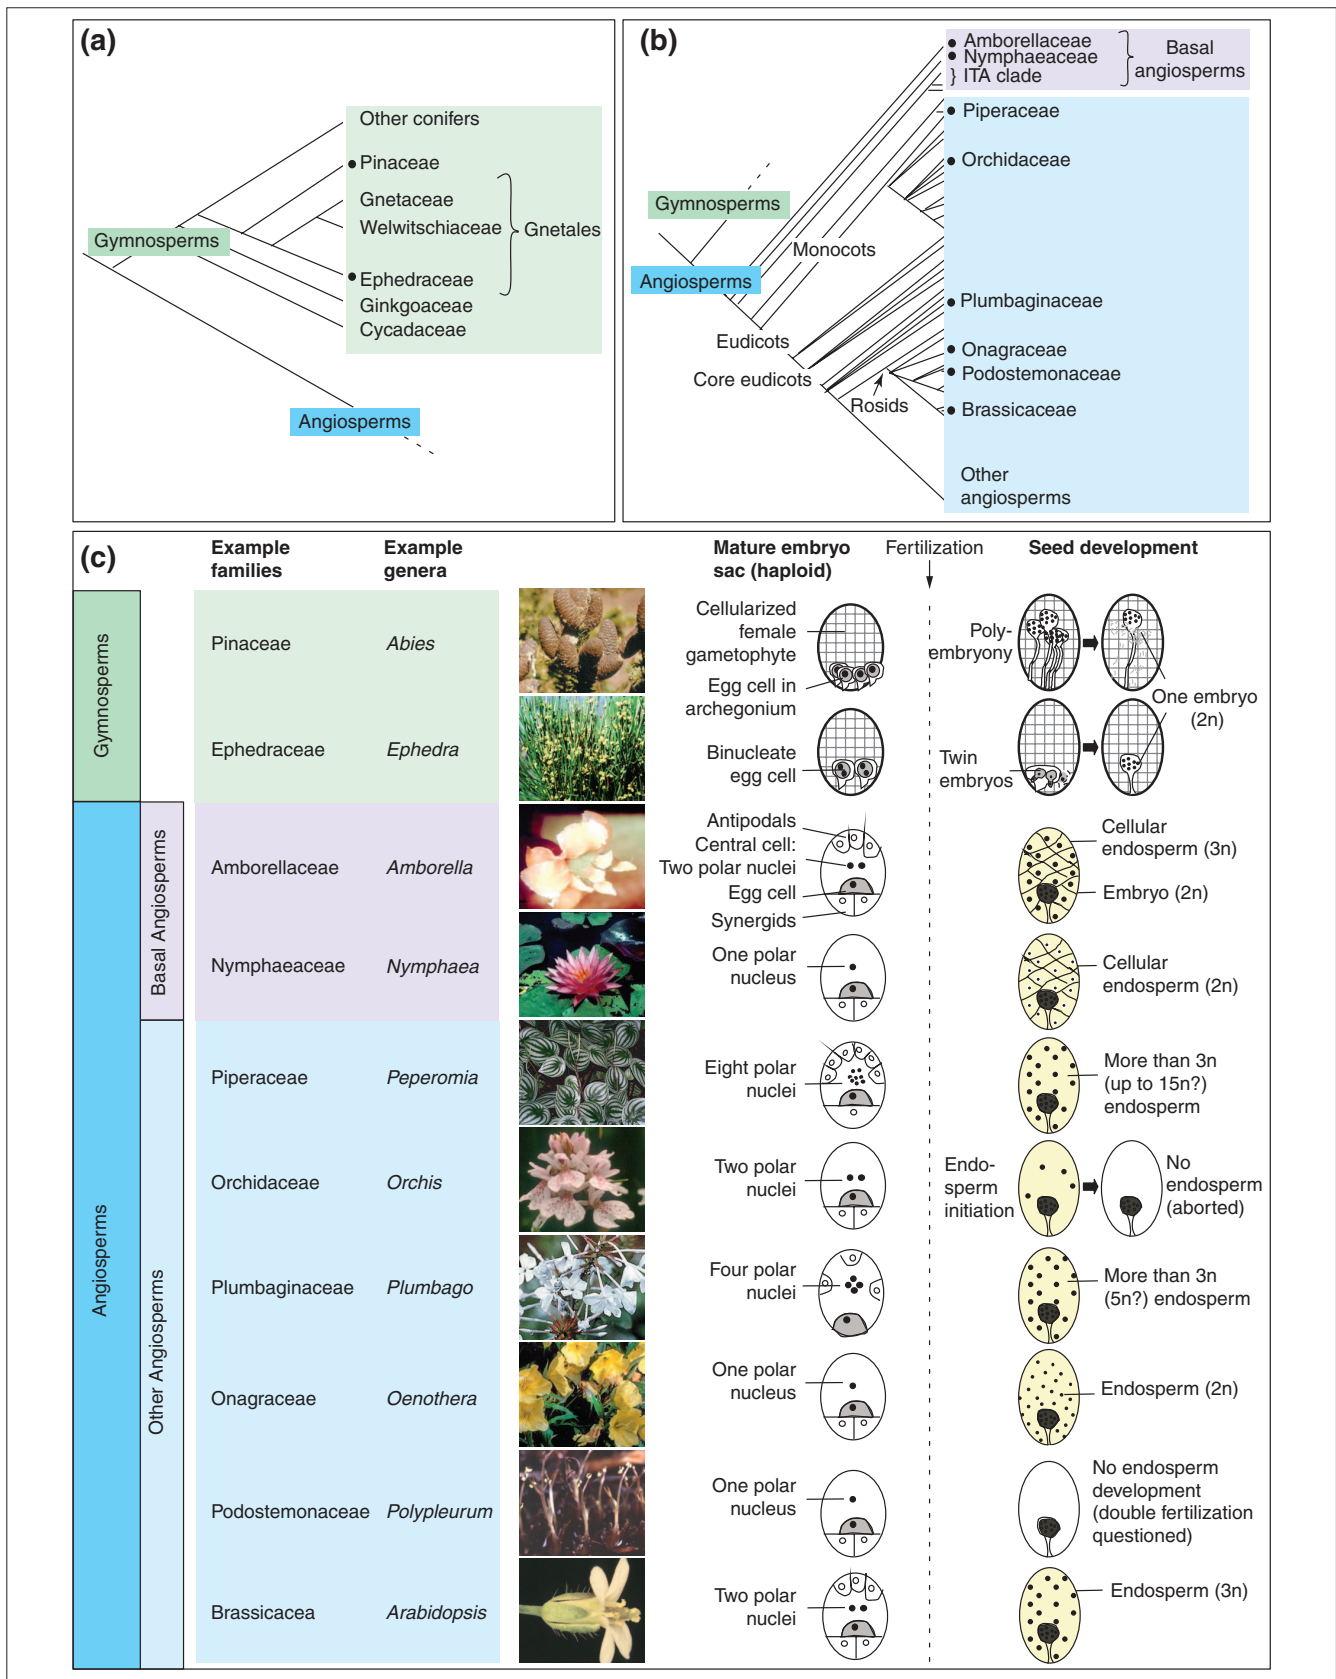 (a)
Other conifers
Pinaceae
Gnetaceae
Welwitschiaceae
Gnetales
Gymnosperms
Ephedraceae
Ginkgoaceae
Cycadaceae
Angiosperms
(b)
Amborellaceae
Nymphaeaceae
ITA clade
Basal
angiosperms
Piperaceae
Orchidaceae
Gymnosperms
Monocots
Angiosperms
Plumbaginaceae
Eudicots
Onagraceae
Core eudicots
Podostemonaceae
Rosids
Brassicaceae
Other
angiosperms
(c)
Example
families
Example
genera
Mature embryo
sac (haploid)
Fertilization
Seed development
Gymnosperms
Angiosperms
Basal Angiosperms
Other Angiosperms
Pinaceae
Abies
Cellularized
female
gametophyte
Egg cell in
archegonium
Poly-
embryony
One embryo
(2n)
Ephedraceae
Ephedra
Binucleate
egg cell
Twin
embryos
Amborellaceae
Amborella
Antipodals
Central cell:
Two polar nuclei
Egg cell
Synergids
Cellular
endosperm (3n)
Embryo (2n)
Nymphaeaceae
Nymphaea
One polar
nucleus
Cellular
endosperm (2n)
Piperaceae
Peperomia
Eight polar
nuclei
More than 3n
(up to 15n?)
endosperm
Orchidaceae
Orchis
Two polar
nuclei
Endo-
sperm
initiation
No
endosperm
(aborted)
Plumbaginaceae
Plumbago
Four polar
nuclei
More than 3n
(5n?) endosperm
Onagraceae
Oenothera
One polar
nucleus
Endosperm (2n)
Podostemonaceae
Polypleurum
One polar
nucleus
No endosperm
development
(double fertilization
questioned)
Brassicacea
Arabidopsis
Two polar
nuclei
Endosperm (3n)